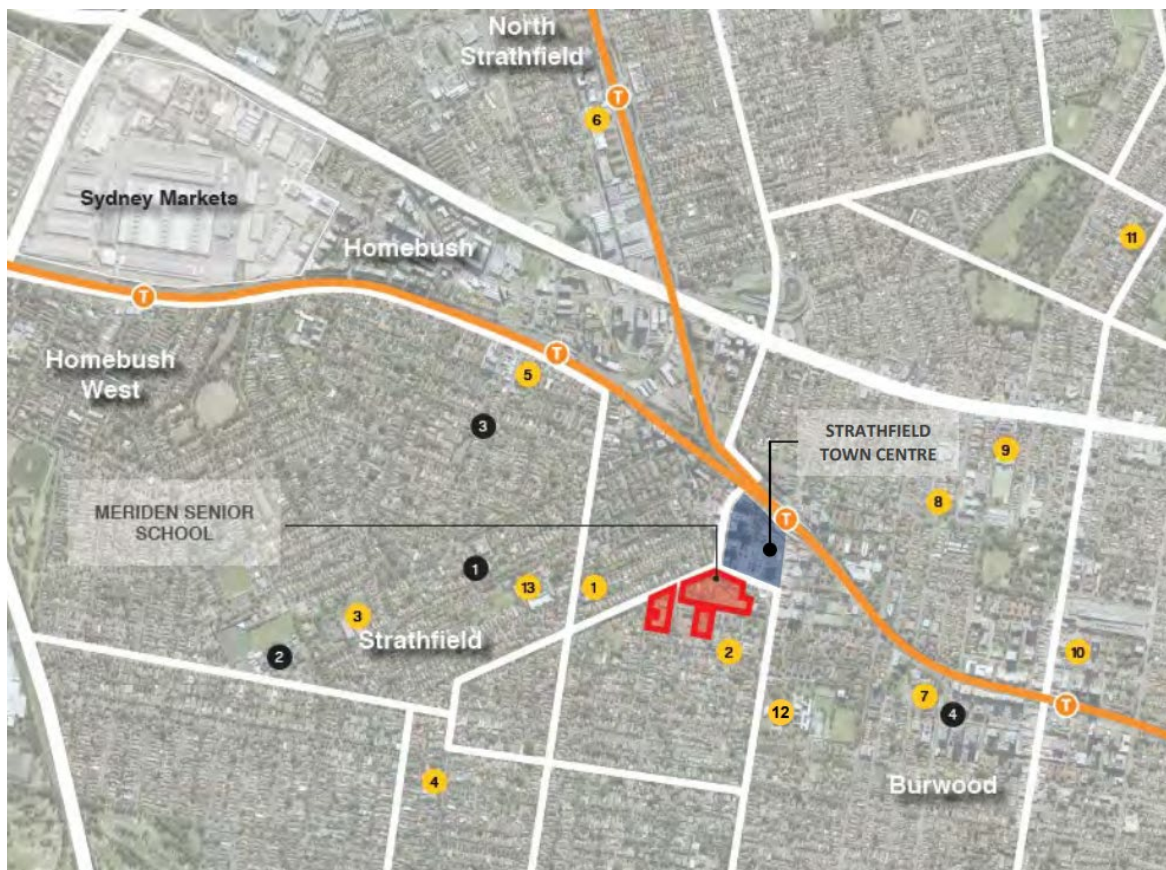 North
Strathfield
T
6
Sydney Markets
11
Homebush
T
Homebush
West
T
5
3
STRATHFIELD
TOWN CENTRE
9
8
MERIDEN SENIOR
SCHOOL
T
1
13
1
3
Strathfield
2
2
10
7
4
T
12
4
Burwood